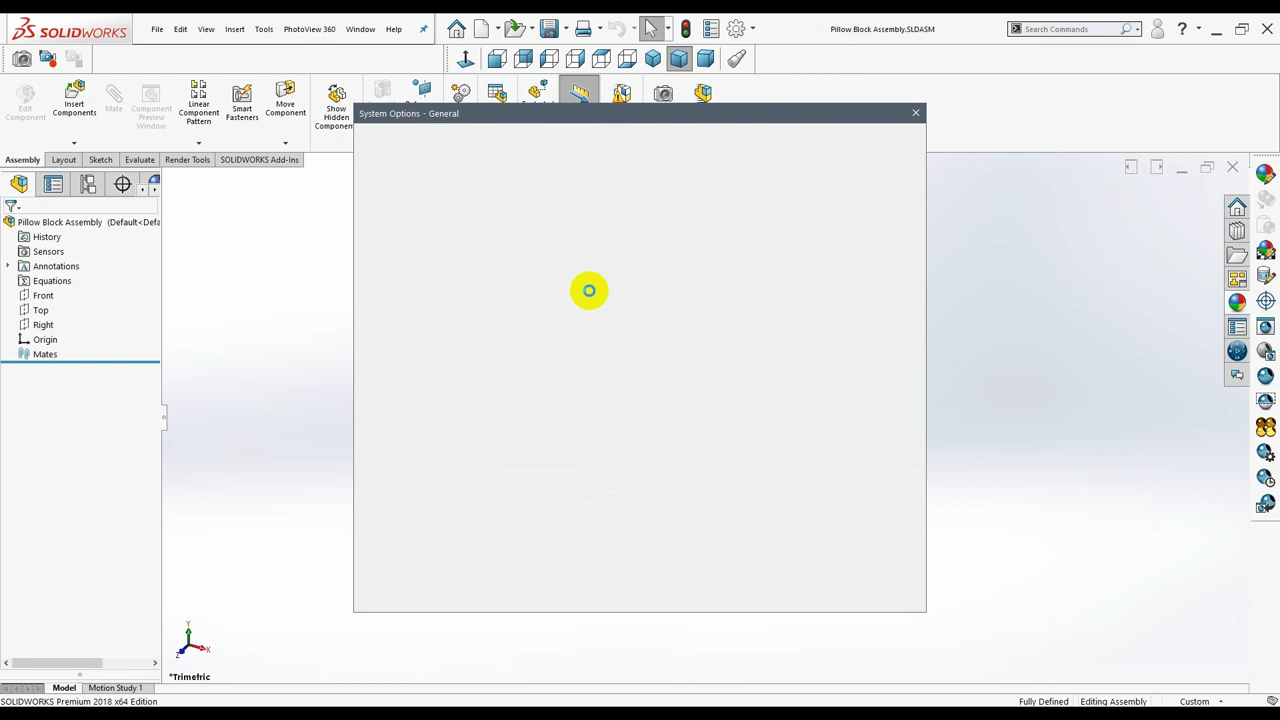 SOLIDWORKS File Edit View Insert Tools PhotoView 360 Window Help Pillow Block Assembly.SLDASM Search Commands ?
Edit Component
Insert Components
Mate
Component Preview Window
Linear Component Pattern
Smart Fasteners
Move Component
Show Hidden Components
System Options - General
Assembly Layout Sketch Evaluate Render Tools SOLIDWORKS Add-Ins
Pillow Block Assembly (Default<Defa
History
Sensors
Annotations
Equations
Front
Top
Right
Origin
Mates
Y
X
Z
*Trimetric
Model Motion Study 1
SOLIDWORKS Premium 2018 x64 Edition Fully Defined Editing Assembly Custom